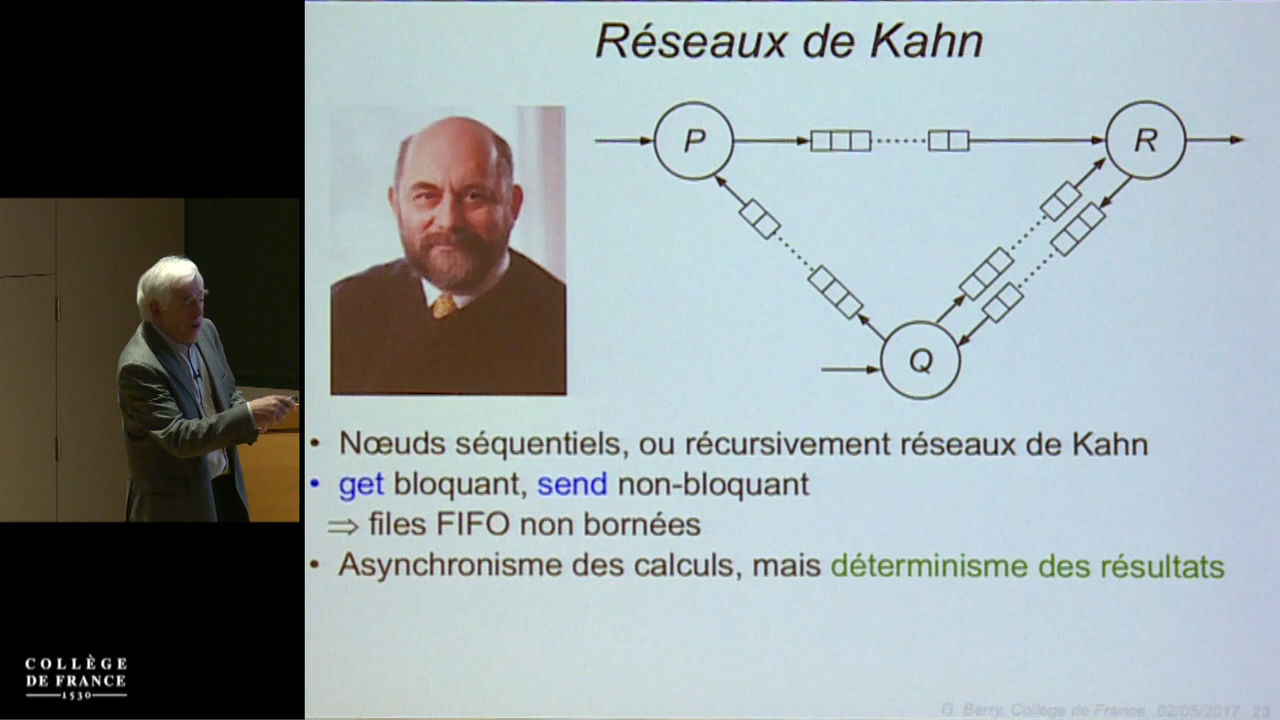 Réseaux de Kahn
P
R
Q
• Nœuds séquentiels, ou récursivement réseaux de Kahn
• get bloquant, send non-bloquant
⇒ files FIFO non bornées
• Asynchronisme des calculs, mais déterminisme des résultats
COLLÈGE
DE FRANCE
1530
G. Berry, Collège de France 02/05/2017 23